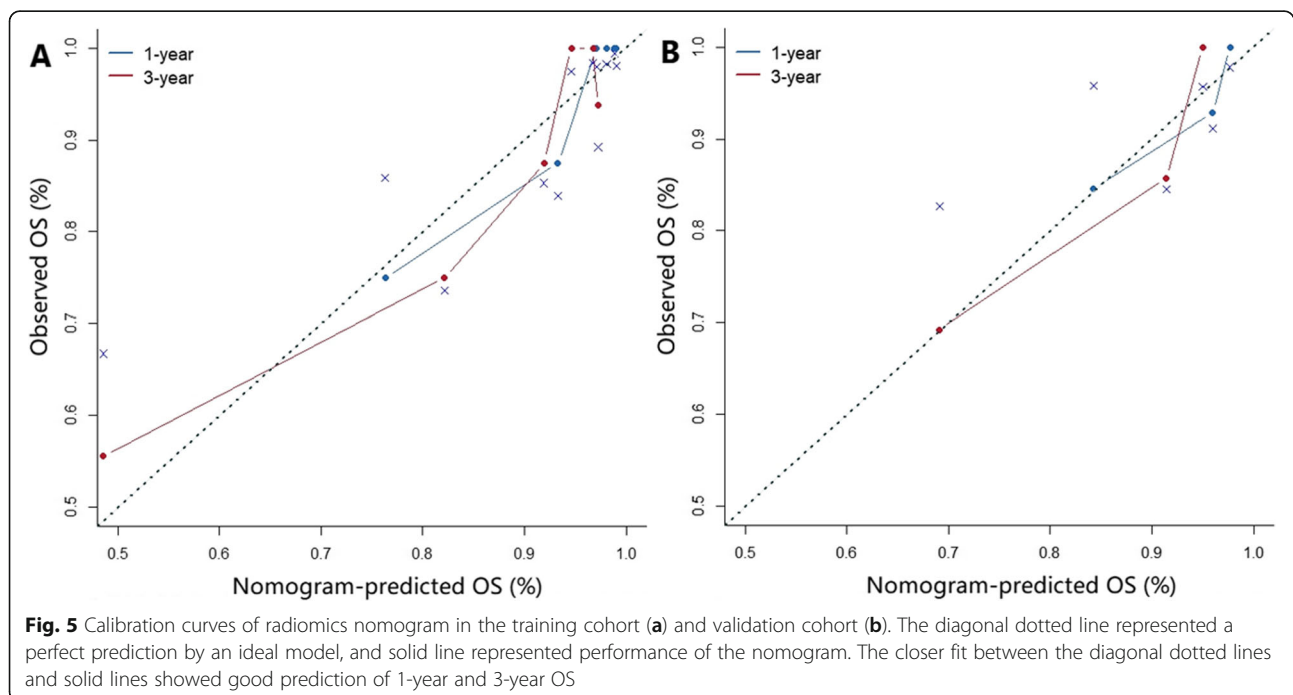 A
1-year
3-year
Observed OS (%)
1.0
0.9
0.8
0.7
0.6
0.5
0.5
0.6
0.7
0.8
0.9
1.0
Nomogram-predicted OS (%)
B
1-year
3-year
Observed OS (%)
1.0
0.9
0.8
0.7
0.6
0.5
0.5
0.6
0.7
0.8
0.9
1.0
Nomogram-predicted OS (%)
Fig. 5 Calibration curves of radiomics nomogram in the training cohort (a) and validation cohort (b). The diagonal dotted line represented a
perfect prediction by an ideal model, and solid line represented performance of the nomogram. The closer fit between the diagonal dotted lines
and solid lines showed good prediction of 1-year and 3-year OS